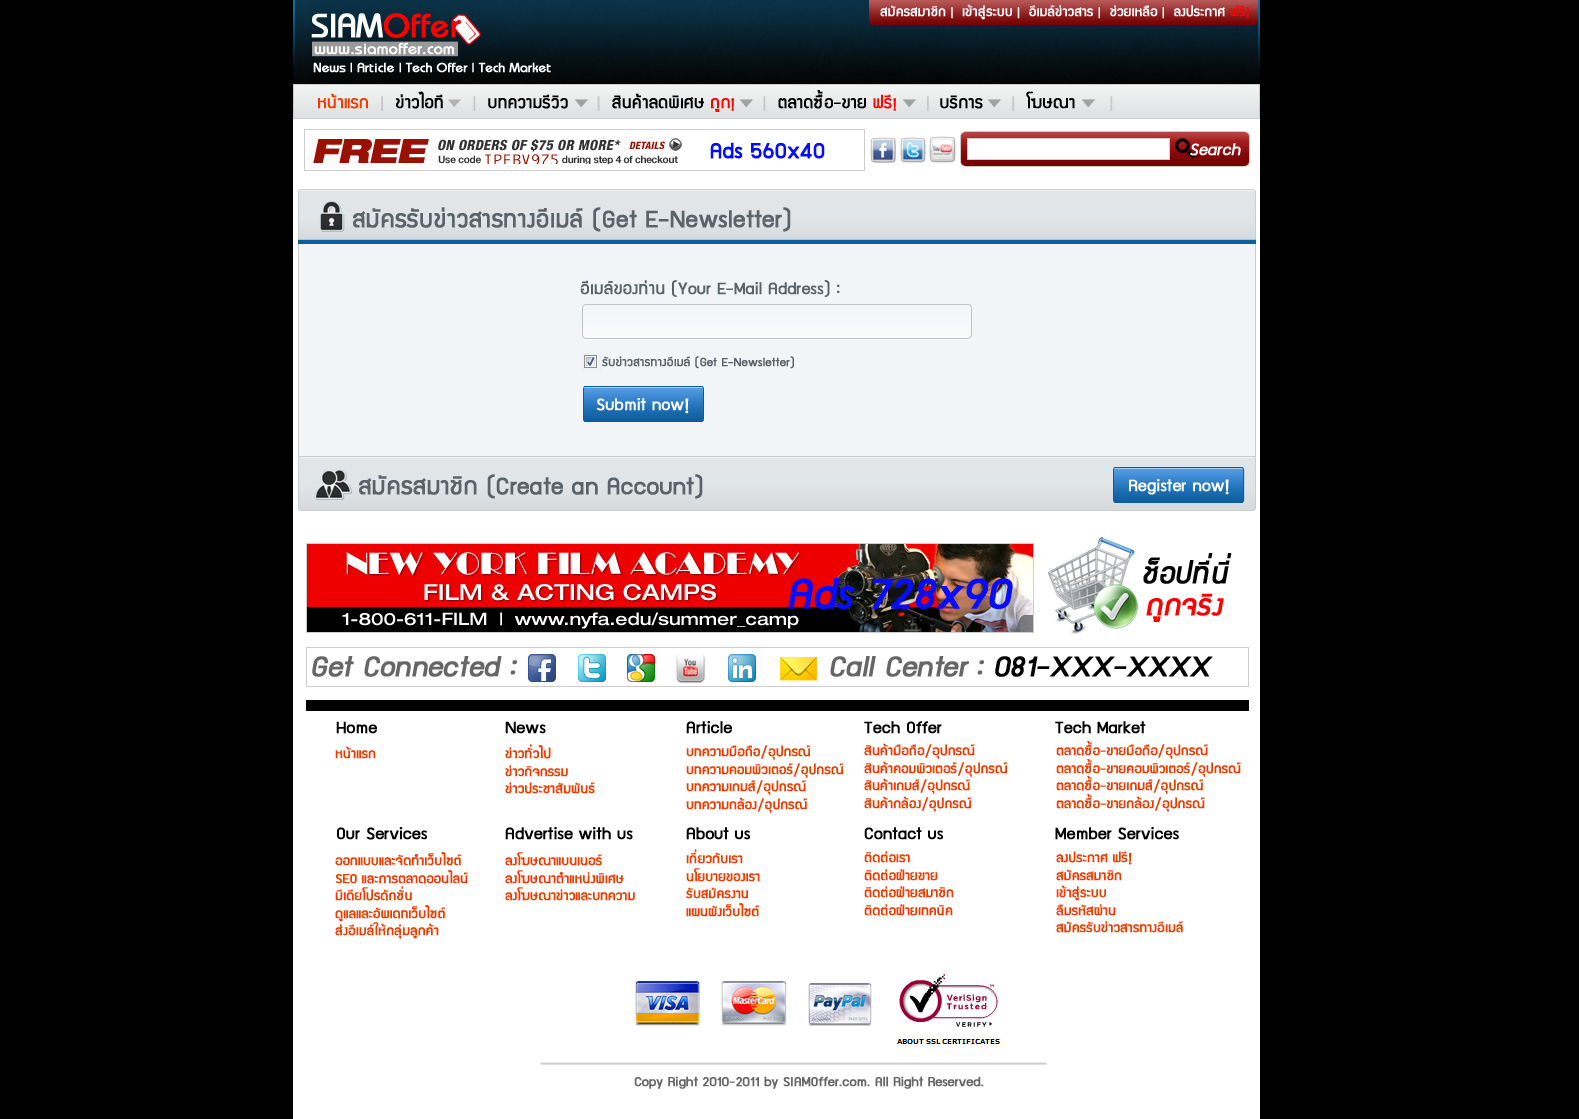 สมัครสมาชิก | เข้าสู่ระบบ | อีเมล์ข่าวสาร | ช่วยเหลือ | ลงประกาศ ฟรี!
SIAMOffer
www.siamoffer.com
News | Article | Tech Offer | Tech Market
หน้าแรก | ข่าวไอที | บทความรีวิว | สินค้าลดพิเศษ ถูก! | ตลาดซื้อ-ขาย ฟรี! | บริการ | โฆษณา |
FREE ON ORDERS OF $75 OR MORE* DETAILS
Use code TPFBV975 during step 4 of checkout
Ads 560x40
You Tube
Search
สมัครรับข่าวสารทางอีเมล์ (Get E-Newsletter)
อีเมล์ของท่าน (Your E-Mail Address) :
รับข่าวสารทางอีเมล์ (Get E-Newsletter)
Submit now!
สมัครสมาชิก (Create an Account)
Register now!
NEW YORK FILM ACADEMY
FILM & ACTING CAMPS
1-800-611-FILM | www.nyfa.edu/summer_camp
Ads 728x90
ช็อปที่นี่
ถูกจริง
Get Connected : You Tube in Call Center : 081-XXX-XXXX
Home
หน้าแรก
News
ข่าวทั่วไป
ข่าวกิจกรรม
ข่าวประชาสัมพันธ์
Article
บทความมือถือ/อุปกรณ์
บทความคอมพิวเตอร์/อุปกรณ์
บทความเกมส์/อุปกรณ์
บทความกล้อง/อุปกรณ์
Tech Offer
สินค้ามือถือ/อุปกรณ์
สินค้าคอมพิวเตอร์/อุปกรณ์
สินค้าเกมส์/อุปกรณ์
สินค้ากล้อง/อุปกรณ์
Tech Market
ตลาดซื้อ-ขายมือถือ/อุปกรณ์
ตลาดซื้อ-ขายคอมพิวเตอร์/อุปกรณ์
ตลาดซื้อ-ขายเกมส์/อุปกรณ์
ตลาดซื้อ-ขายกล้อง/อุปกรณ์
Our Services
ออกแบบและจัดทำเว็บไซต์
SEO และการตลาดออนไลน์
มีเดียโปรดักชั่น
ดูแลและอัพเดทเว็บไซต์
ส่งอีเมล์ให้กลุ่มลูกค้า
Advertise with us
ลงโฆษณาแบนเนอร์
ลงโฆษณาตำแหน่งพิเศษ
ลงโฆษณาข่าวและบทความ
About us
เกี่ยวกับเรา
นโยบายของเรา
รับสมัครงาน
แผนผังเว็บไซต์
Contact us
ติดต่อเรา
ติดต่อฝ่ายขาย
ติดต่อฝ่ายสมาชิก
ติดต่อฝ่ายเทคนิค
Member Services
ลงประกาศ ฟรี!
สมัครสมาชิก
เข้าสู่ระบบ
ลืมรหัสผ่าน
สมัครรับข่าวสารทางอีเมล์
VISA
MasterCard
PayPal
VeriSign
Trusted
VERIFY
ABOUT SSL CERTIFICATES
Copy Right 2010-2011 by SIAMOffer.com. All Right Reserved.